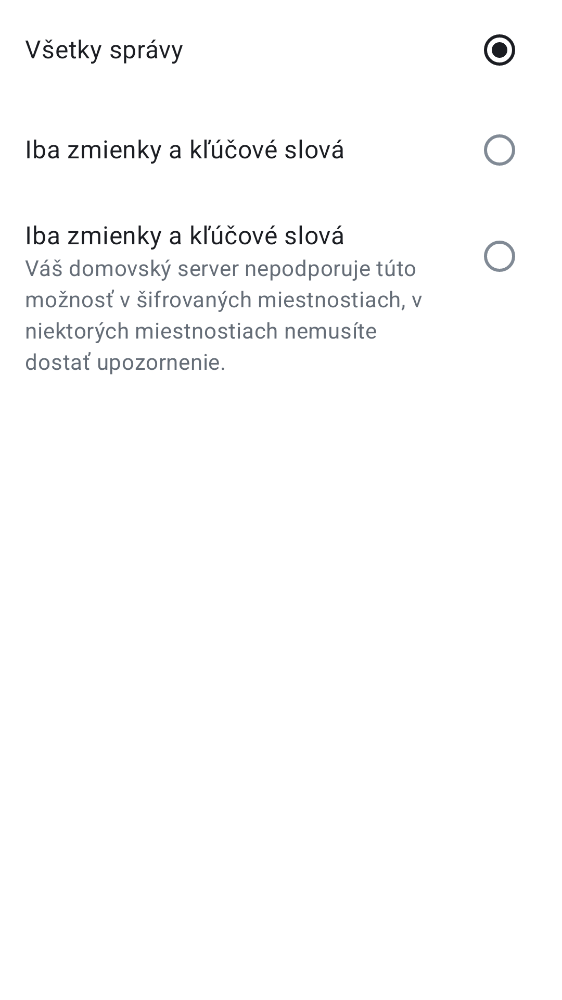 Všetky správy
Iba zmienky a kľúčové slová
Iba zmienky a kľúčové slová
Váš domovský server nepodporuje túto
možnosť v šifrovaných miestnostiach, v
niektorých miestnostiach nemusíte
dostať upozornenie.